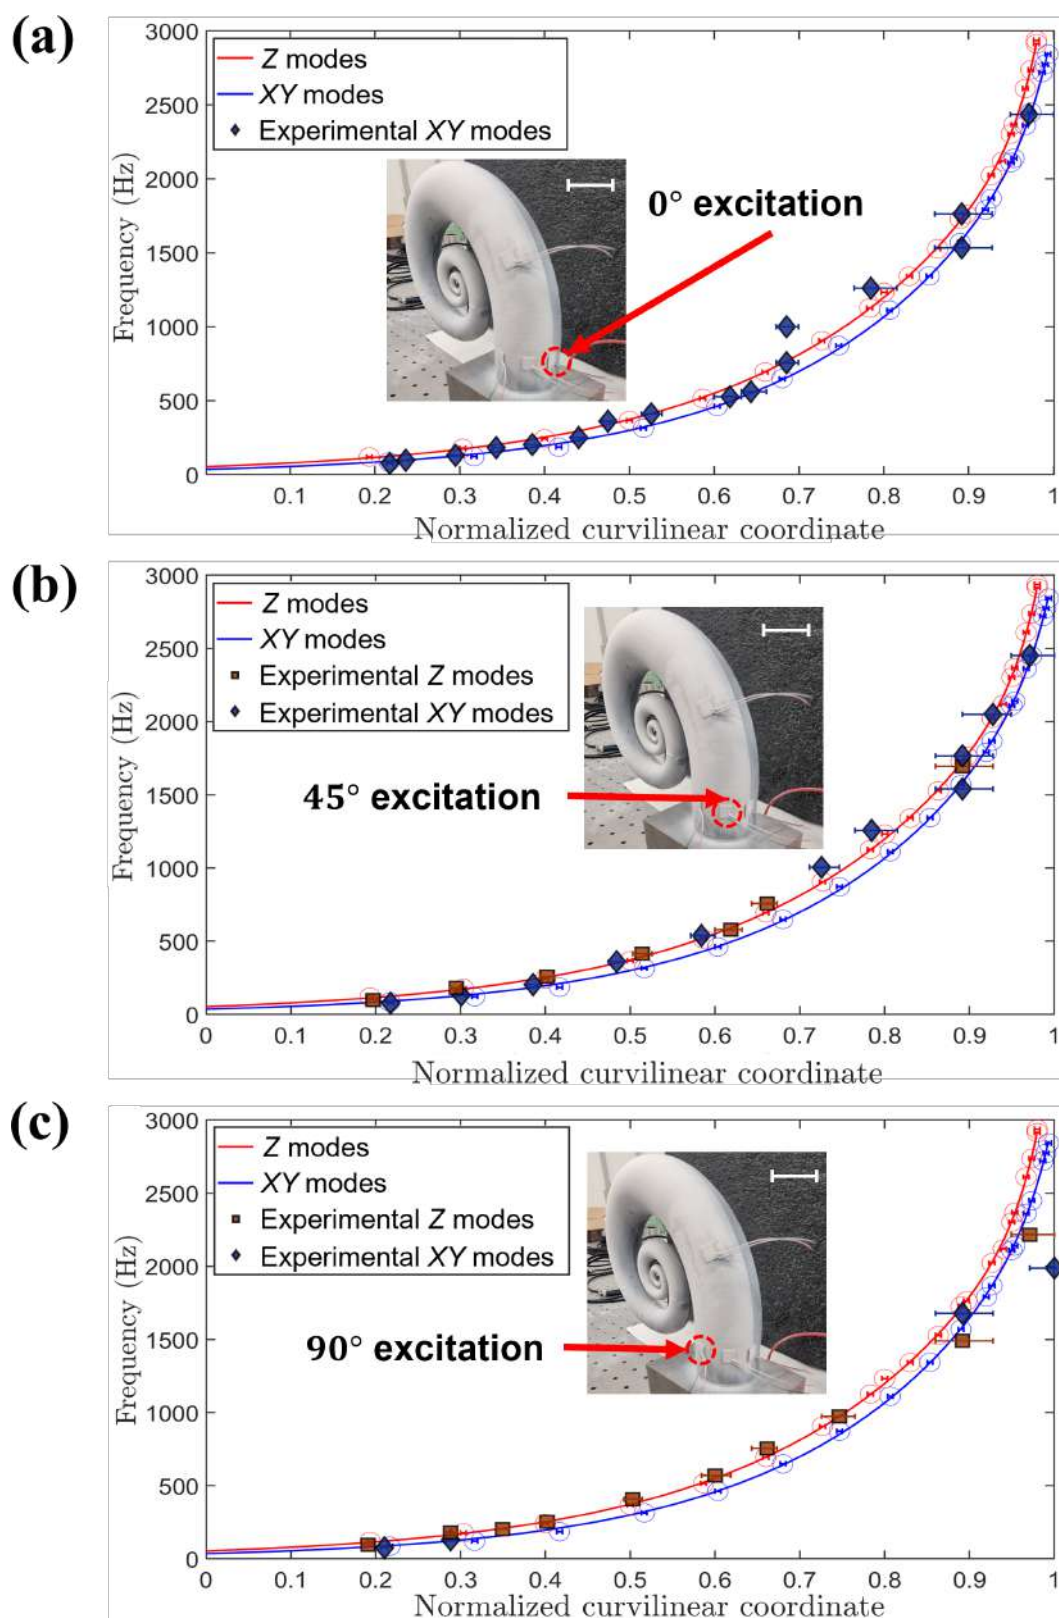 (a)
3000
2500
2000
1500
1000
500
0
Frequency (Hz)
Z modes
XY modes
Experimental XY modes
0° excitation
0.1 0.2 0.3 0.4 0.5 0.6 0.7 0.8 0.9 1
Normalized curvilinear coordinate
(b)
3000
2500
2000
1500
1000
500
0
Frequency (Hz)
Z modes
XY modes
Experimental Z modes
Experimental XY modes
45° excitation
0 0.1 0.2 0.3 0.4 0.5 0.6 0.7 0.8 0.9 1
Normalized curvilinear coordinate
(c)
3000
2500
2000
1500
1000
500
0
Frequency (Hz)
Z modes
XY modes
Experimental Z modes
Experimental XY modes
90° excitation
0 0.1 0.2 0.3 0.4 0.5 0.6 0.7 0.8 0.9 1
Normalized curvilinear coordinate